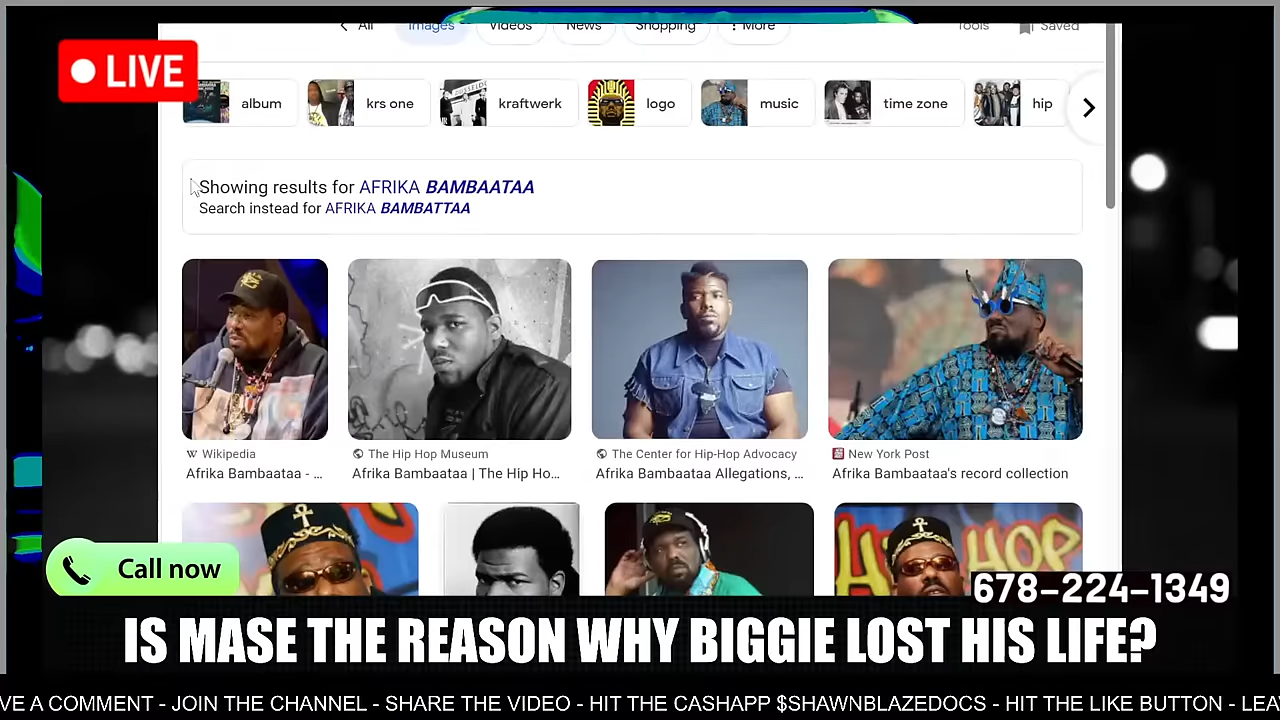 All
Images
Videos
News
Shopping
More
Tools
Saved
LIVE
album
krs one
kraftwerk
logo
music
time zone
hip
Showing results for AFRIKA BAMBAATAA
Search instead for AFRIKA BAMBATTAA
W Wikipedia
Afrika Bambaataa - ...
The Hip Hop Museum
Afrika Bambaataa | The Hip Ho...
The Center for Hip-Hop Advocacy
Afrika Bambaataa Allegations, ...
New York Post
Afrika Bambaataa's record collection
HOP
Call now
678-224-1349
IS MASE THE REASON WHY BIGGIE LOST HIS LIFE?
VE A COMMENT - JOIN THE CHANNEL - SHARE THE VIDEO - HIT THE CASHAPP $SHAWNBLAZEDOCS - HIT THE LIKE BUTTON - LEA